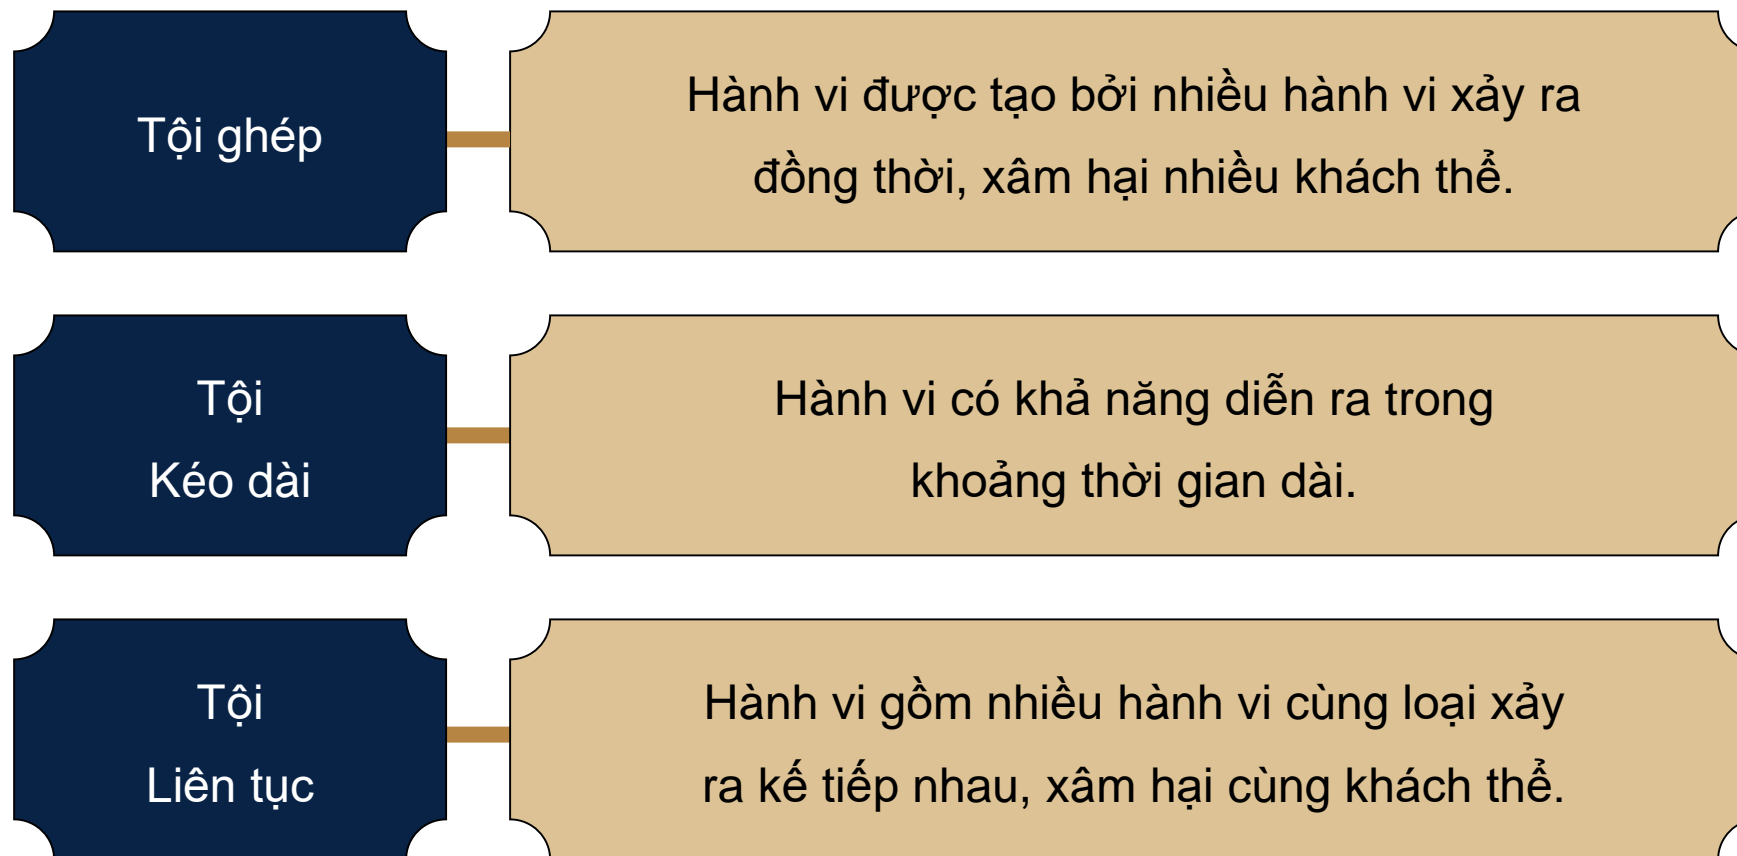 Tội ghép
Hành vi được tạo bởi nhiều hành vi xảy ra
đồng thời, xâm hại nhiều khách thể.
Tội
Kéo dài
Hành vi có khả năng diễn ra trong
khoảng thời gian dài.
Tội
Liên tục
Hành vi gồm nhiều hành vi cùng loại xảy
ra kế tiếp nhau, xâm hại cùng khách thể.